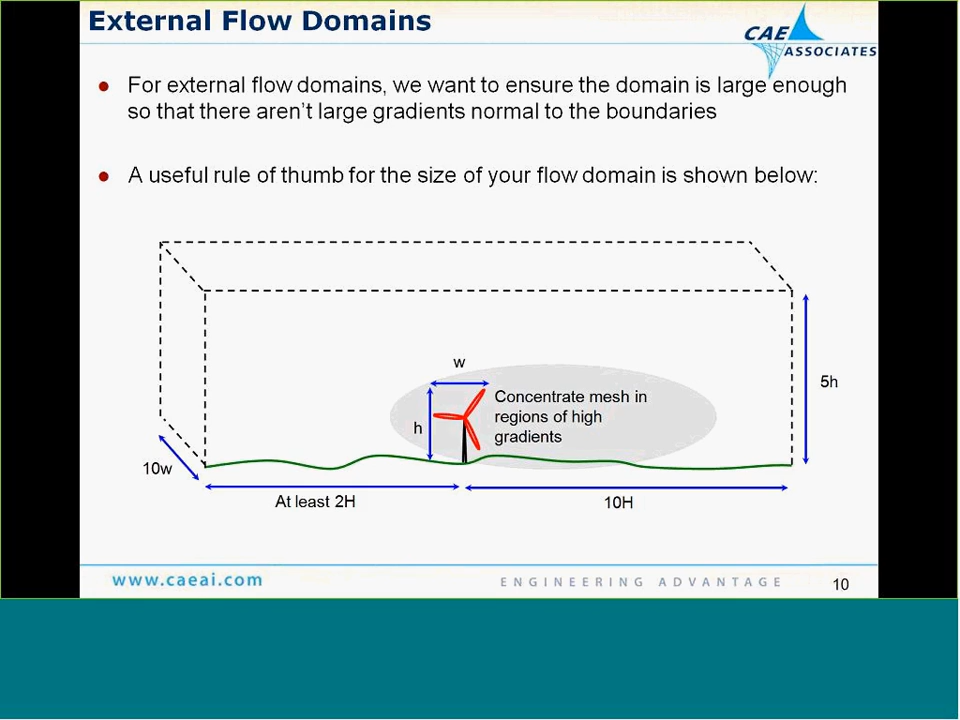 External Flow Domains
CAE
ASSOCIATES
● For external flow domains, we want to ensure the domain is large enough
so that there aren't large gradients normal to the boundaries
● A useful rule of thumb for the size of your flow domain is shown below:
w
Concentrate mesh in
regions of high
gradients
h
5h
10w
At least 2H
10H
www.caeai.com
ENGINEERING ADVANTAGE
10